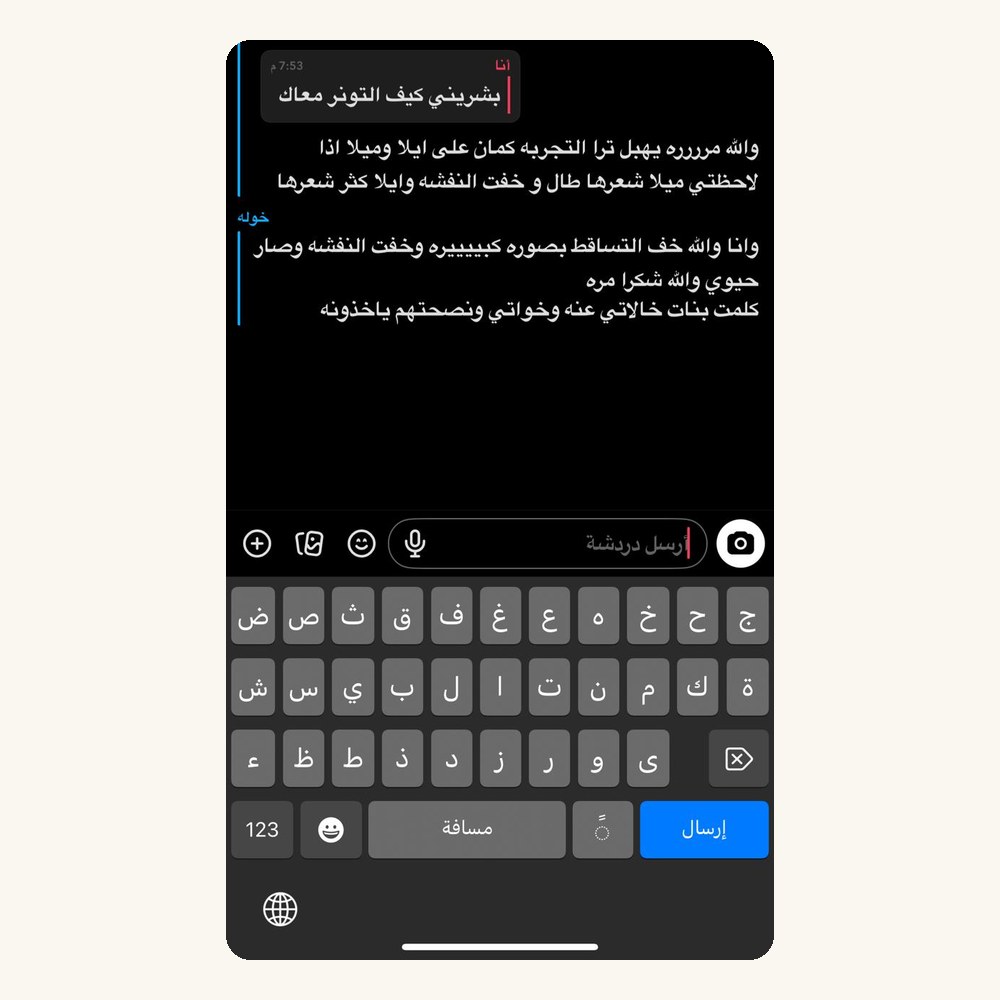 أنا
7:53 م
بشريني كيف التونر معاك
والله مررررره يهبل ترا التجربه كمان على ايلا وميلا اذا
لاحظتي ميلا شعرها طال و خفت النفشه وايلا كثر شعرها
خوله
وانا والله خف التساقط بصوره كبيييييره وخفت النفشه وصار
حيوي والله شكرا مره
كلمت بنات خالاتي عنه وخواتي ونصحتهم ياخذونه
أرسل دردشة
ض ص ث ق ف غ ع ه خ ح ج
ش س ي ب ل ا ت ن م ك ة
ء ظ ط ذ د ز ر و ى
123 مسافة إرسال